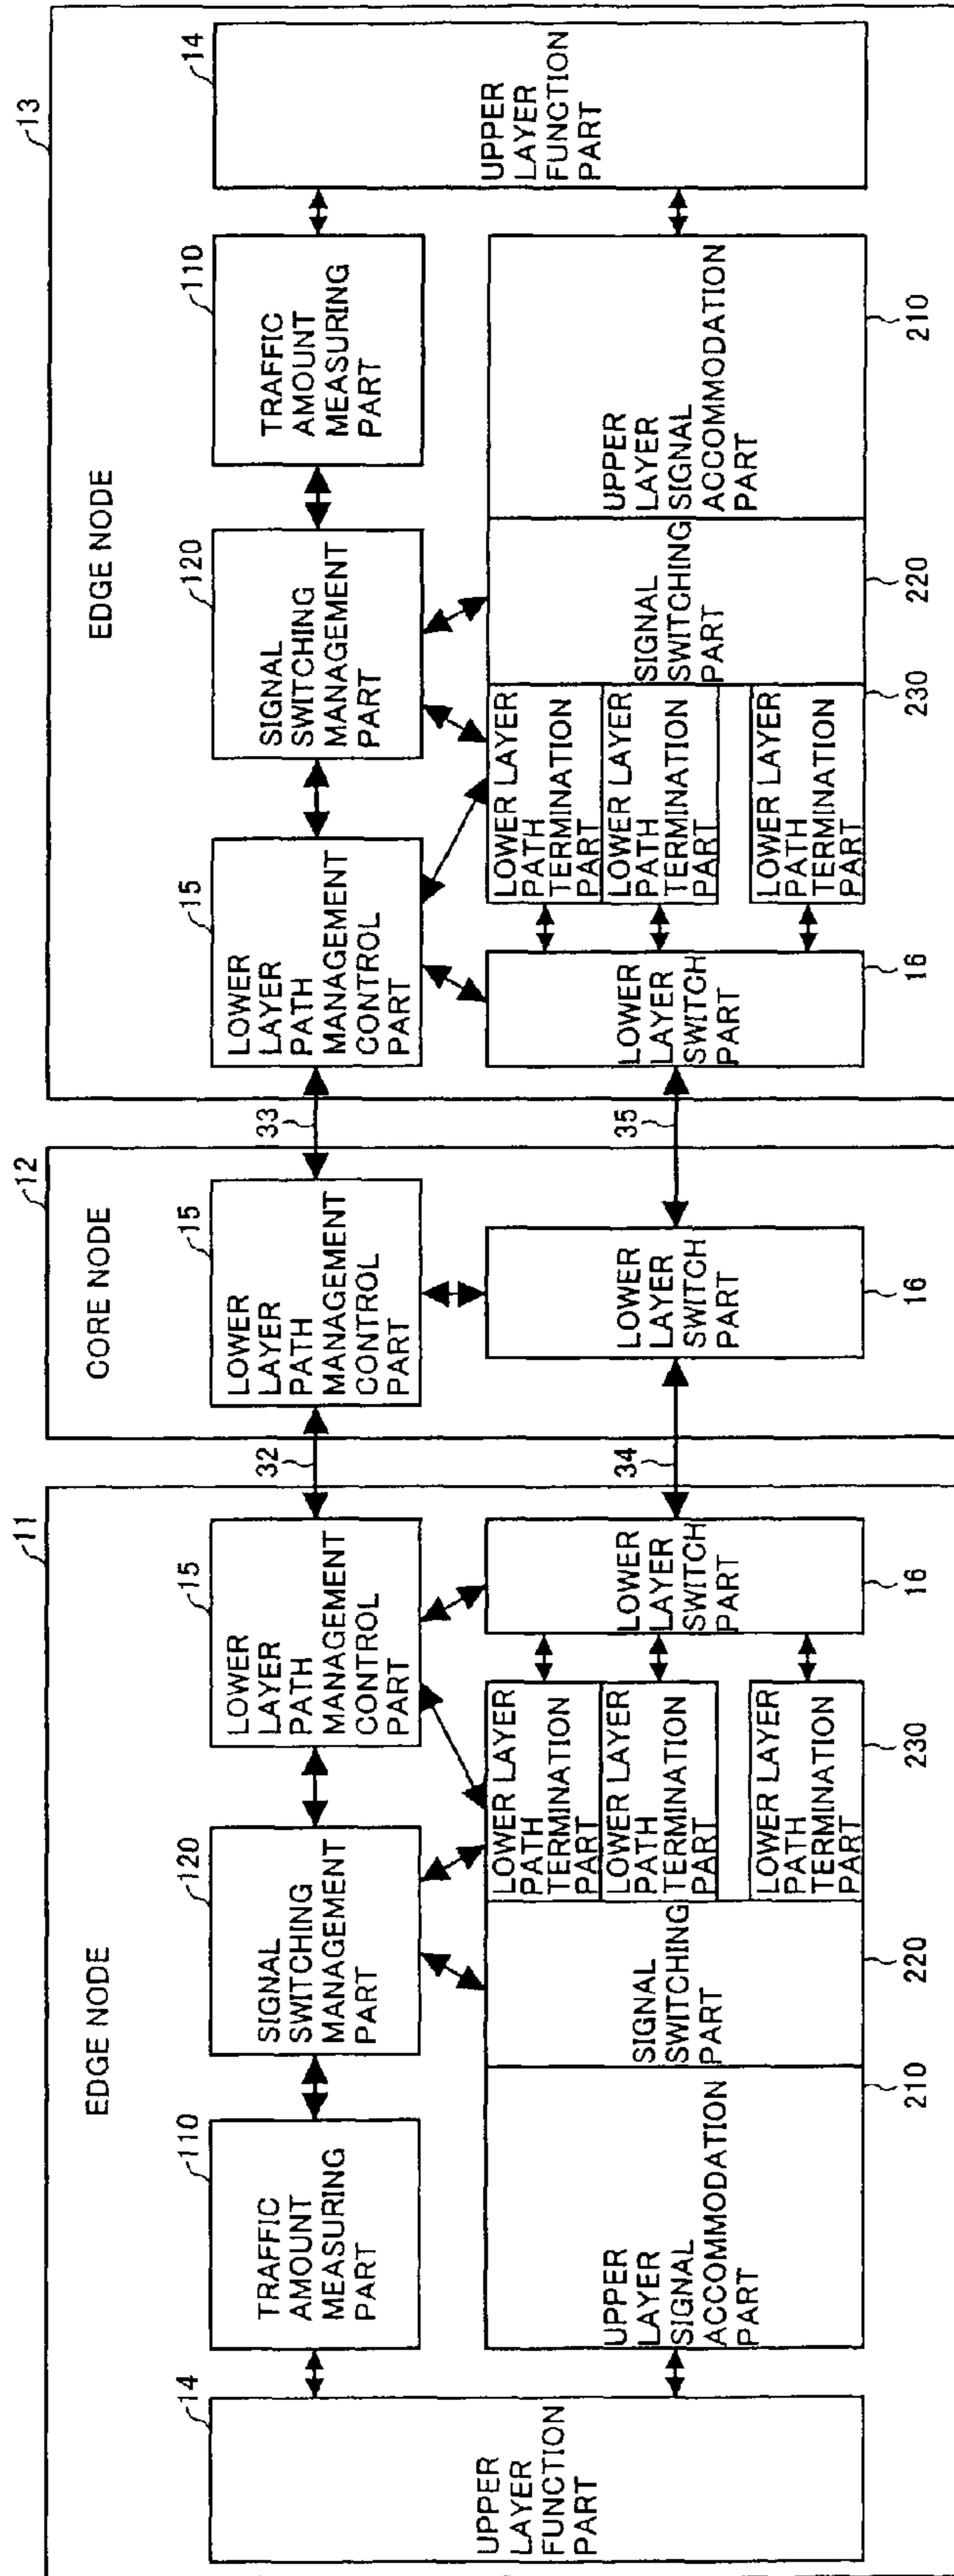 11
EDGE NODE
14
UPPER
LAYER
FUNCTION
PART
110
TRAFFIC
AMOUNT
MEASURING
PART
120
SIGNAL
SWITCHING
MANAGEMENT
PART
15
LOWER
LAYER
PATH
MANAGEMENT
CONTROL
PART
UPPER
LAYER
SIGNAL
ACCOMMODATION
PART
210
SIGNAL
SWITCHING
PART
220
LOWER LAYER
PATH
TERMINATION
PART
LOWER LAYER
PATH
TERMINATION
PART
LOWER LAYER
PATH
TERMINATION
PART
230
LOWER
LAYER
SWITCH
PART
16
32
34
12
CORE NODE
15
LOWER
LAYER
PATH
MANAGEMENT
CONTROL
PART
LOWER
LAYER
SWITCH
PART
16
33
35
13
EDGE NODE
15
LOWER
LAYER
PATH
MANAGEMENT
CONTROL
PART
120
SIGNAL
SWITCHING
MANAGEMENT
PART
110
TRAFFIC
AMOUNT
MEASURING
PART
14
UPPER
LAYER
FUNCTION
PART
LOWER
LAYER
SWITCH
PART
16
LOWER LAYER
PATH
TERMINATION
PART
LOWER LAYER
PATH
TERMINATION
PART
LOWER LAYER
PATH
TERMINATION
PART
230
SIGNAL
SWITCHING
PART
220
UPPER
LAYER
SIGNAL
ACCOMMODATION
PART
210